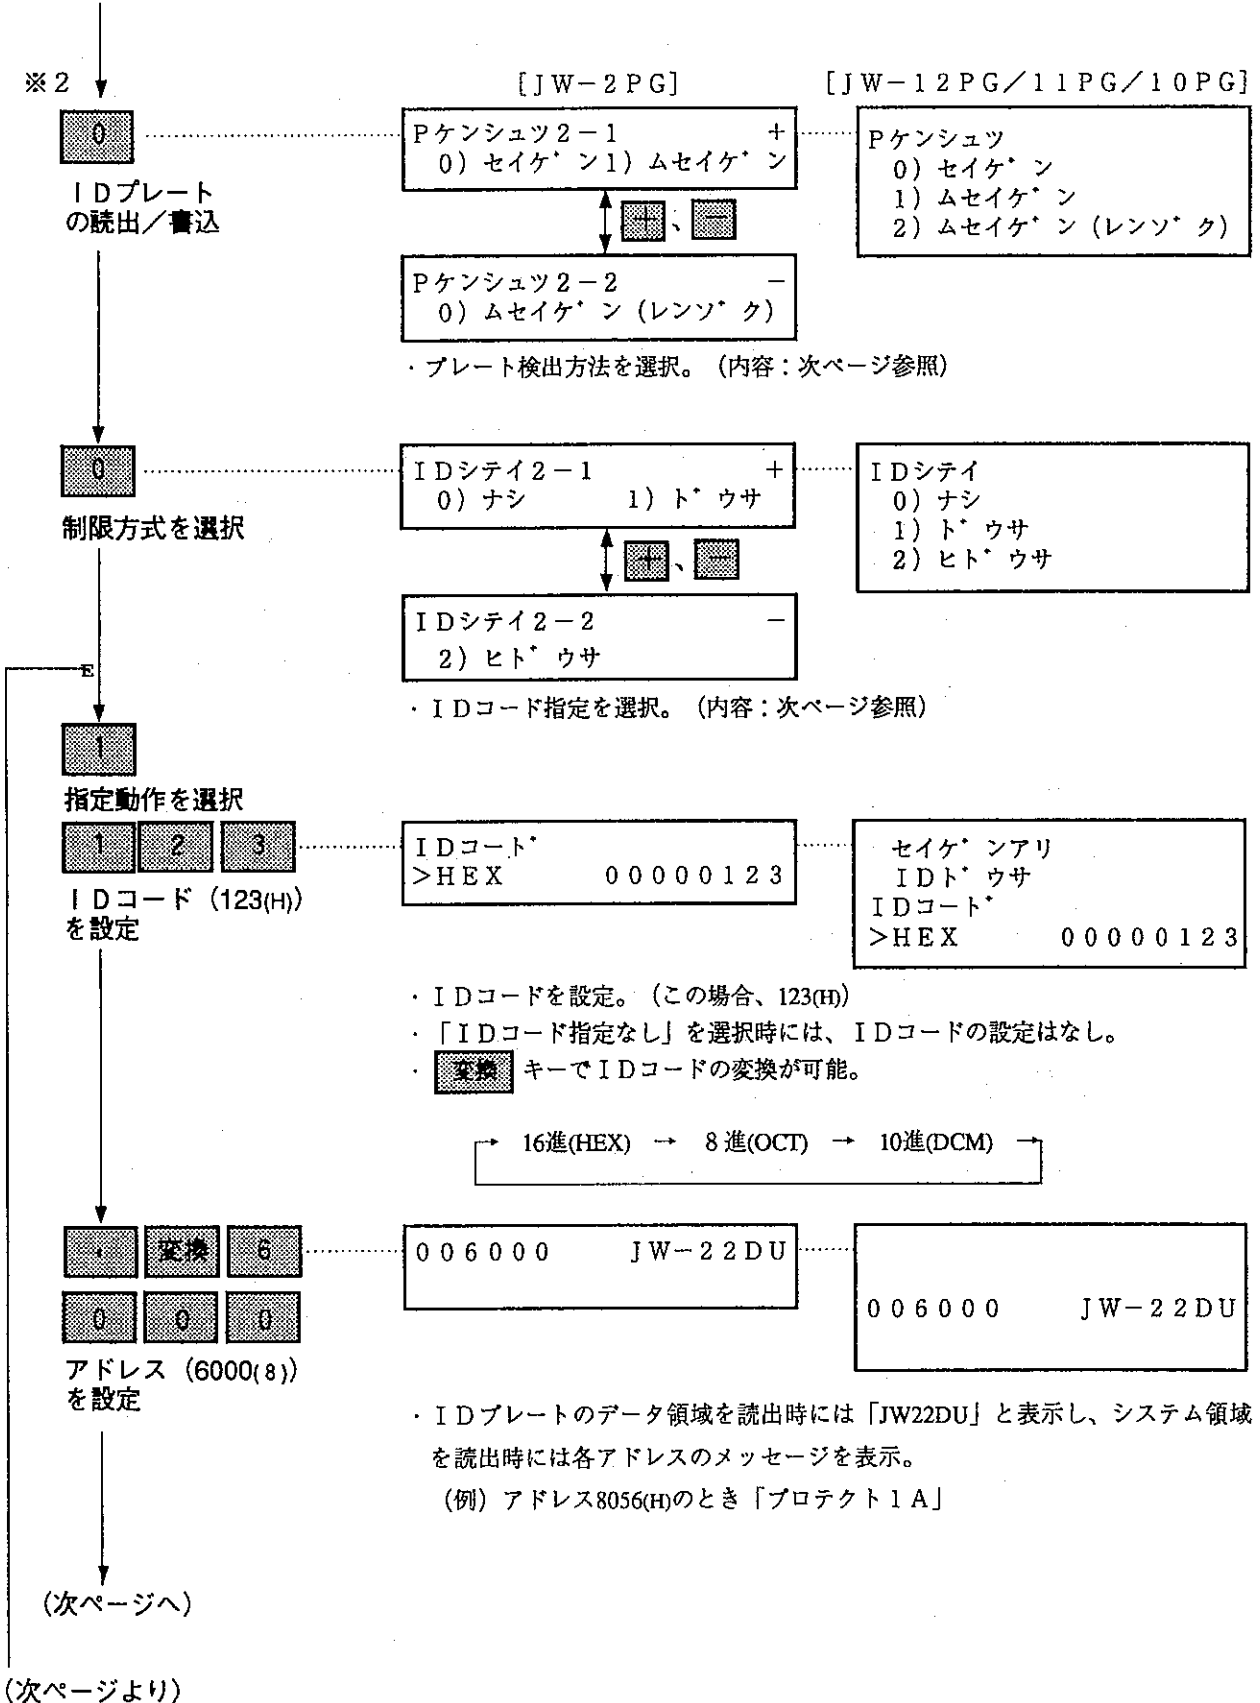 ※2
[JW-2PG]
[JW-12PG/11PG/10PG]
0
IDプレート
の読出/書込
Pケンシュツ2-1 +
0) セイゲン1) ムセイゲン
+、-
Pケンシュツ2-2 -
0) ムセイゲン (レンゾク)
Pケンシュツ
0) セイゲン
1) ムセイゲン
2) ムセイゲン (レンゾク)
・プレート検出方法を選択。(内容:次ページ参照)
0
制限方式を選択
IDシテイ2-1 +
0) ナシ 1) ドウサ
+、-
IDシテイ2-2 -
2) ヒドウサ
IDシテイ
0) ナシ
1) ドウサ
2) ヒドウサ
・IDコード指定を選択。(内容:次ページ参照)
E
1
指定動作を選択
1 2 3
IDコード (123(H))
を設定
IDコード
>HEX 00000123
セイゲンアリ
IDドウサ
IDコード
>HEX 00000123
・IDコードを設定。(この場合、123(H))
・「IDコード指定なし」を選択時には、IDコードの設定はなし。
・変換 キーでIDコードの変換が可能。
→ 16進(HEX) → 8進(OCT) → 10進(DCM) →
変換 6
0 0 0
アドレス (6000(8))
を設定
006000 JW-22DU
006000 JW-22DU
・IDプレートのデータ領域を読出時には「JW22DU」と表示し、システム領域
を読出時には各アドレスのメッセージを表示。
(例) アドレス8056(H)のとき「プロテクト1A」
(次ページへ)
(次ページより)